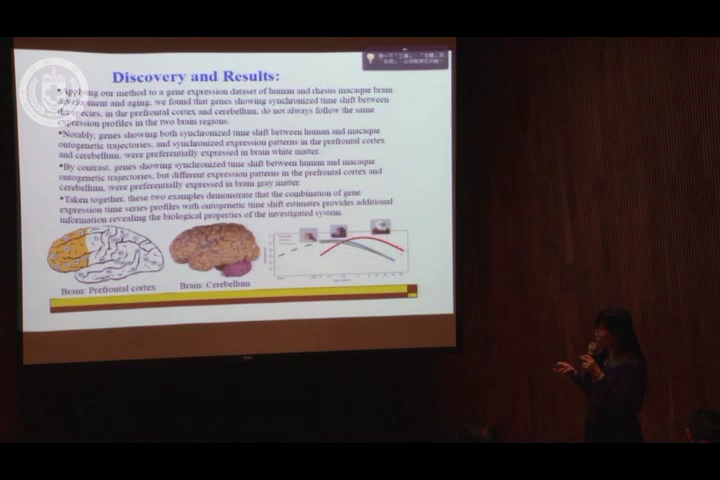 Discovery and Results:
•Applying our method to a gene expression dataset of human and rhesus macaque brain
development and aging, we found that genes showing synchronized time shift between
the species, in the prefrontal cortex and cerebellum, do not always follow the same
expression profiles in the two brain regions.
•Notably, genes showing both synchronized time shift between human and macaque
ontogenetic trajectories, and synchronized expression patterns in the prefrontal cortex
and cerebellum, were preferentially expressed in brain white matter.
•By contrast, genes showing synchronized time shift between human and macaque
ontogenetic trajectories, but different expression patterns in the prefrontal cortex and
cerebellum, were preferentially expressed in brain gray matter.
•Taken together, these two examples demonstrate that the combination of gene
expression time series profiles with ontogenetic time shift estimates provides additional
information revealing the biological properties of the investigated system.
Brain: Prefrontal cortex
Brain: Cerebellum